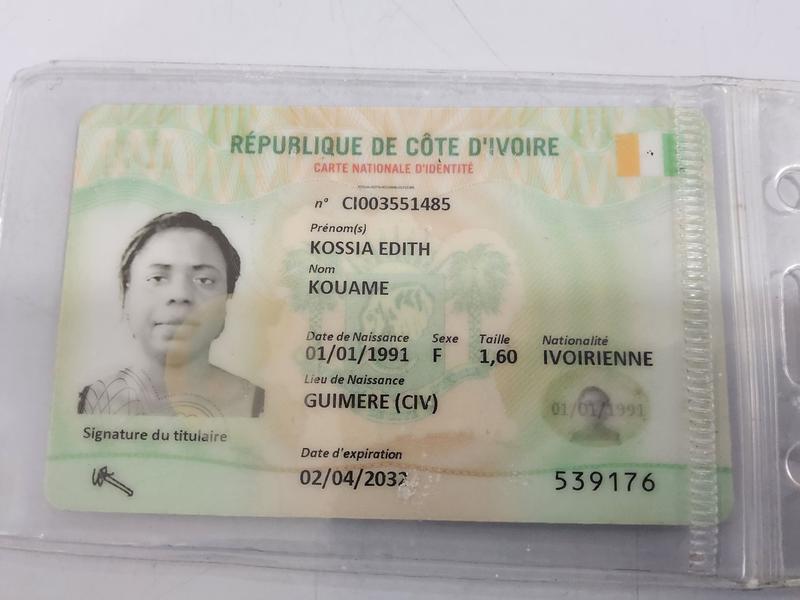 RÉPUBLIQUE DE CÔTE D'IVOIRE
CARTE NATIONALE D'IDENTITÉ
n° CI003551485
Prénom(s)
KOSSIA EDITH
Nom
KOUAME
Date de Naissance Sexe Taille Nationalité
01/01/1991 F 1,60 IVOIRIENNE
Lieu de Naissance
GUIMERE (CIV)
01/01/1991
Signature du titulaire
Date d'expiration
02/04/2032
539176